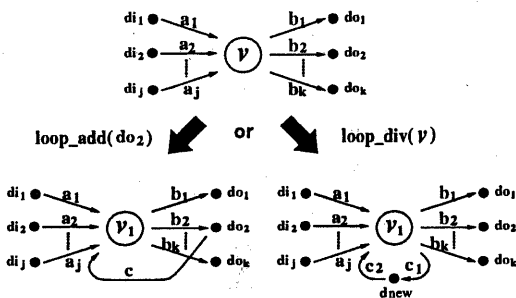 di1 a1 b1 do1
di2 a2 ν b2 do2
dij aj bk dok
loop_add(do2) or loop_div(ν)
di1 a1 b1 do1 di1 a1 b1 do1
di2 a2 ν1 b2 do2 di2 a2 ν1 b2 do2
dij aj bk dok dij aj bk dok
c c2 c1
dnew